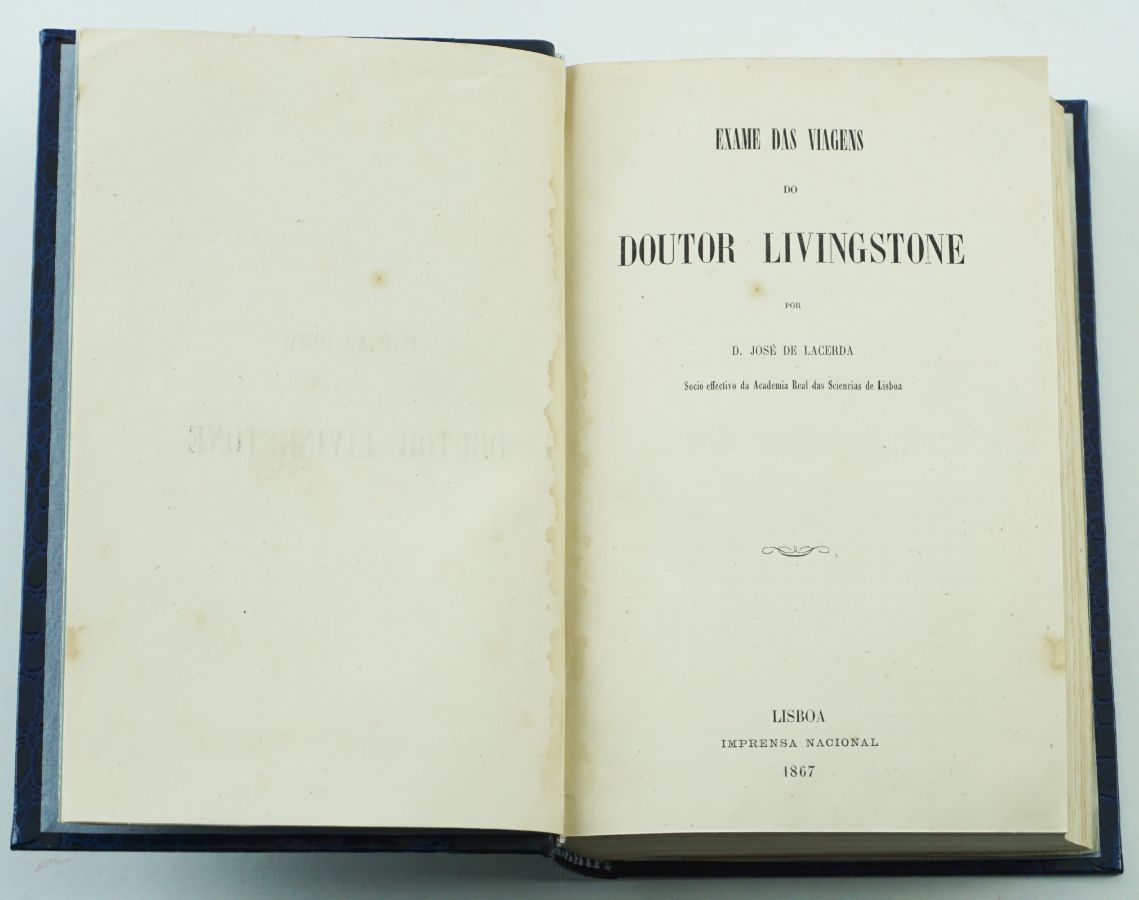 EXAME DAS VIAGENS
DO
DOUTOR LIVINGSTONE
POR
D. JOSÉ DE LACERDA
Socio effectivo da Academia Real das Sciencias de Lisboa
LISBOA
IMPRENSA NACIONAL
1867